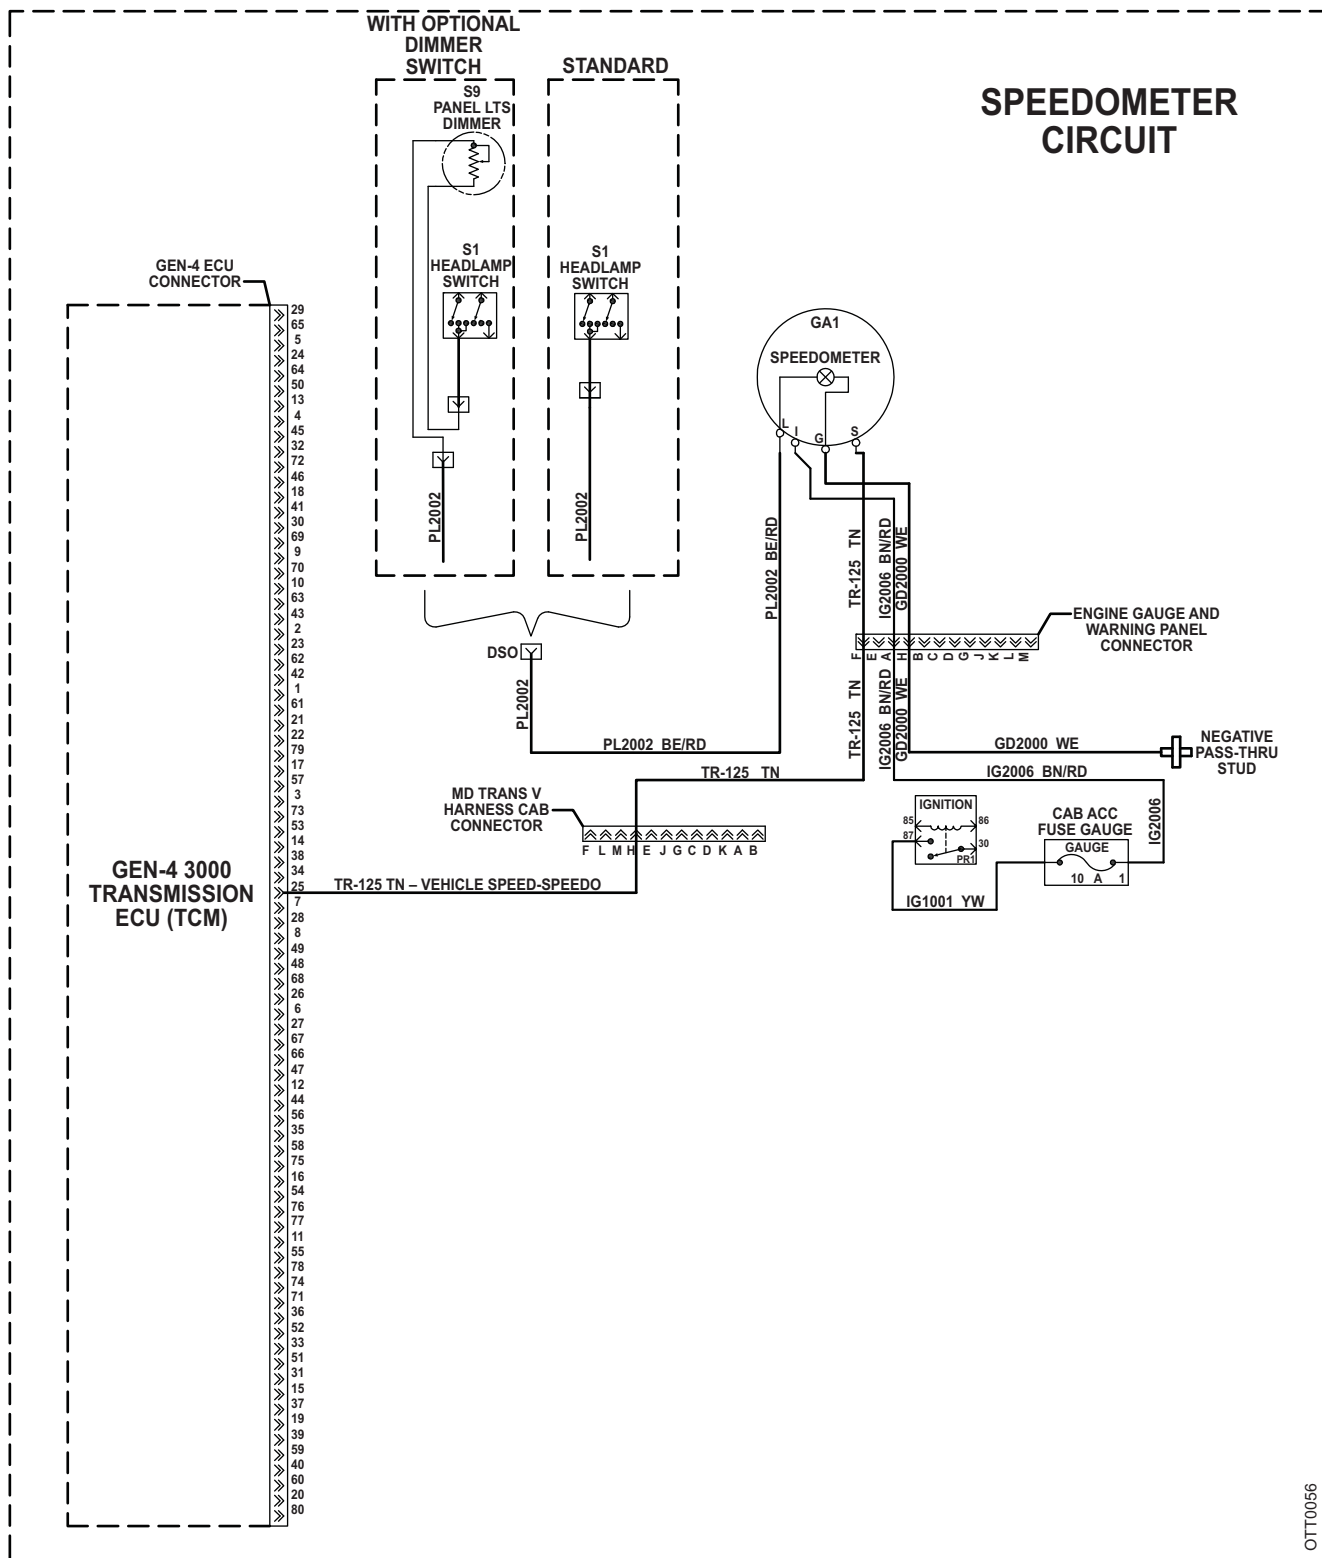 WITH OPTIONAL
DIMMER
SWITCH
STANDARD
SPEEDOMETER
CIRCUIT
S9
PANEL LTS
DIMMER
S1
HEADLAMP
SWITCH
S1
HEADLAMP
SWITCH
PL2002
PL2002
GEN-4 ECU
CONNECTOR
GA1
SPEEDOMETER
L
I
G
S
PL2002 BE/RD
TR-125 TN
IG2006 BN/RD
GD2000 WE
ENGINE GAUGE AND
WARNING PANEL
CONNECTOR
F
E
A
H
B
C
D
G
J
K
L
M
DSO
PL2002
PL2002 BE/RD
TR-125 TN
IG2006 BN/RD
GD2000 WE
GD2000 WE
NEGATIVE
PASS-THRU
STUD
TR-125 TN
IG2006 BN/RD
IG2006
MD TRANS V
HARNESS CAB
CONNECTOR
F L M H E J G C D K A B
IGNITION
85
86
87
30
PR1
CAB ACC
FUSE GAUGE
GAUGE
10 A 1
IG1001 YW
GEN-4 3000
TRANSMISSION
ECU (TCM)
TR-125 TN – VEHICLE SPEED-SPEEDO
29
65
5
24
64
50
13
4
45
32
72
46
18
41
30
69
9
70
10
63
43
2
23
62
42
1
61
21
22
79
17
57
3
73
53
14
38
34
25
7
28
8
49
48
68
26
6
27
67
66
47
12
44
56
35
58
75
16
54
76
77
11
55
78
74
71
36
52
33
51
31
15
37
19
39
59
40
60
20
80
OTT0056